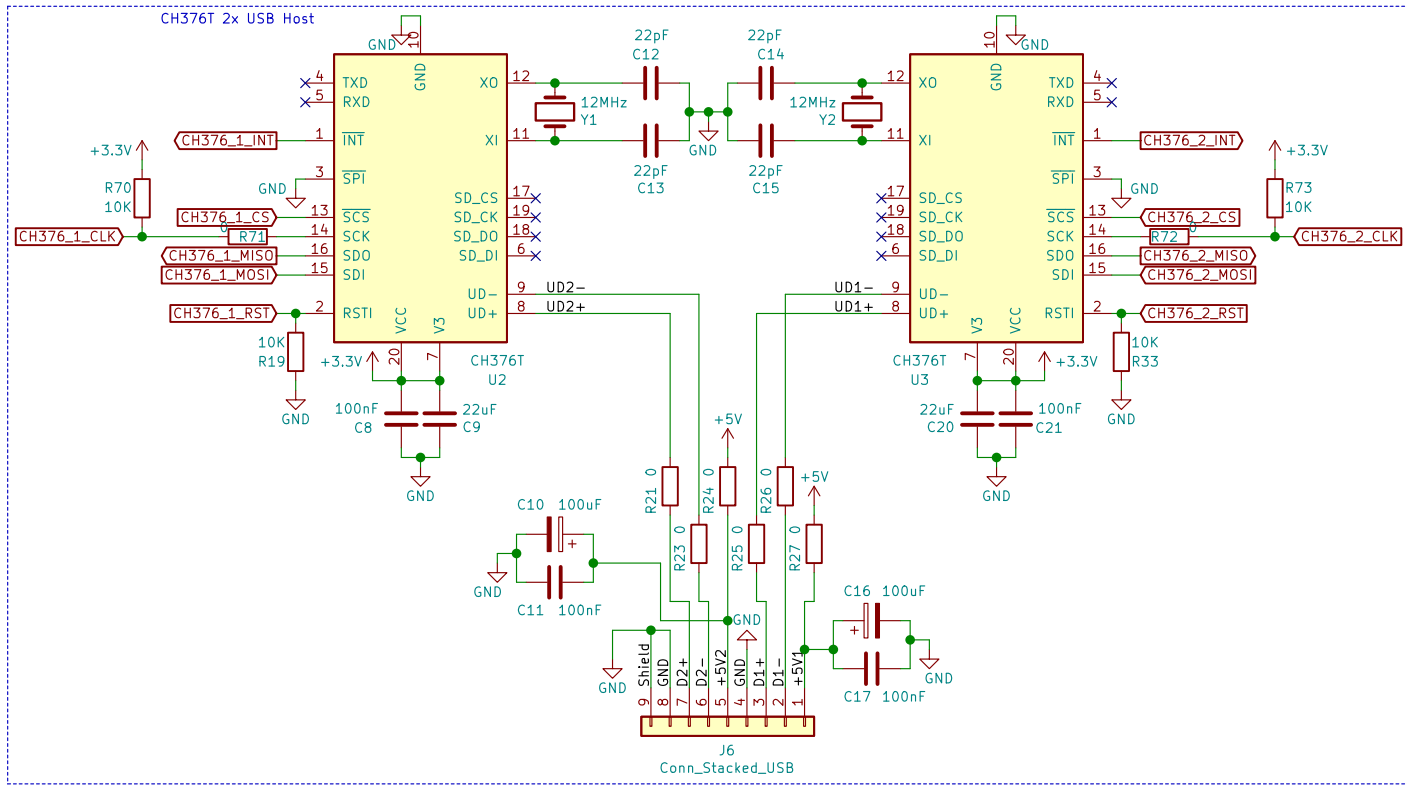 CH376T 2x USB Host
GND
10
GND
4
TXD
5
RXD
1
INT
3
SPI
13
SCS
14
SCK
16
SDO
15
SDI
2
RSTI
XO
12
XI
11
SD_CS
17
SD_CK
19
SD_DO
18
SD_DI
6
UD-
9
UD2-
UD+
8
UD2+
VCC
20
V3
7
CH376T
U2
CH376_1_INT
+3.3V
R70
10K
GND
CH376_1_CS
CH376_1_CLK
0
R71
CH376_1_MISO
CH376_1_MOSI
CH376_1_RST
10K
R19
GND
+3.3V
100nF
C8
22uF
C9
GND
22pF
C12
12MHz
Y1
22pF
C13
GND
22pF
C14
12MHz
Y2
22pF
C15
10
GND
GND
12
XO
11
XI
17
SD_CS
19
SD_CK
18
SD_DO
6
SD_DI
UD1-
9
UD-
UD1+
8
UD+
TXD
4
RXD
5
INT
1
SPI
3
SCS
13
SCK
14
SDO
16
SDI
15
RSTI
2
V3
7
VCC
20
CH376T
U3
CH376_2_INT
+3.3V
R73
10K
GND
CH376_2_CS
0
R72
CH376_2_CLK
CH376_2_MISO
CH376_2_MOSI
CH376_2_RST
10K
R33
GND
+3.3V
22uF
C20
100nF
C21
GND
+5V
R21 0
R24 0
R26 0
+5V
R23 0
R25 0
R27 0
C10 100uF
GND
C11 100nF
C16 100uF
GND
C17 100nF
GND
GND
Shield
GND
D2+
D2-
+5V2
GND
D1+
D1-
+5V1
9
8
7
6
5
4
3
2
1
J6
Conn_Stacked_USB